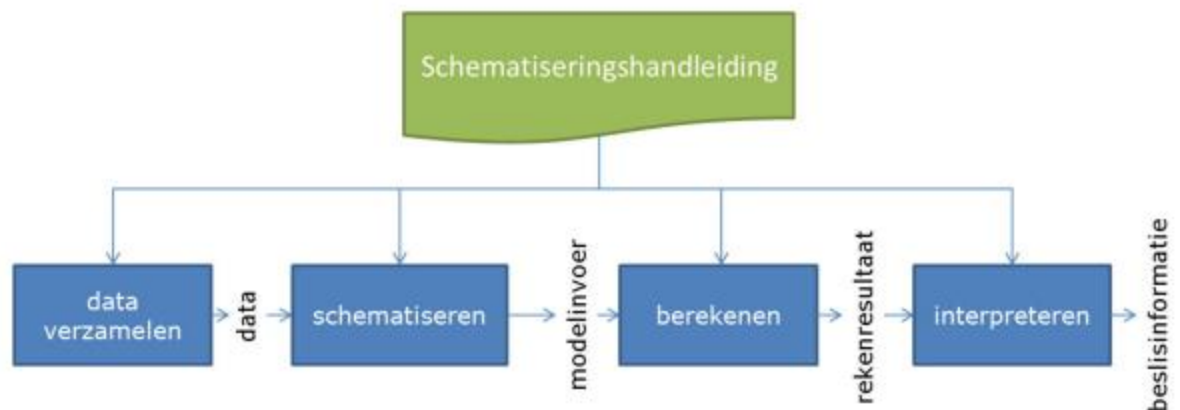 Schematiseringshandleiding
data
verzamelen
data
schematiseren
modelinvoer
berekenen
rekenresultaat
interpreteren
beslisinformatie